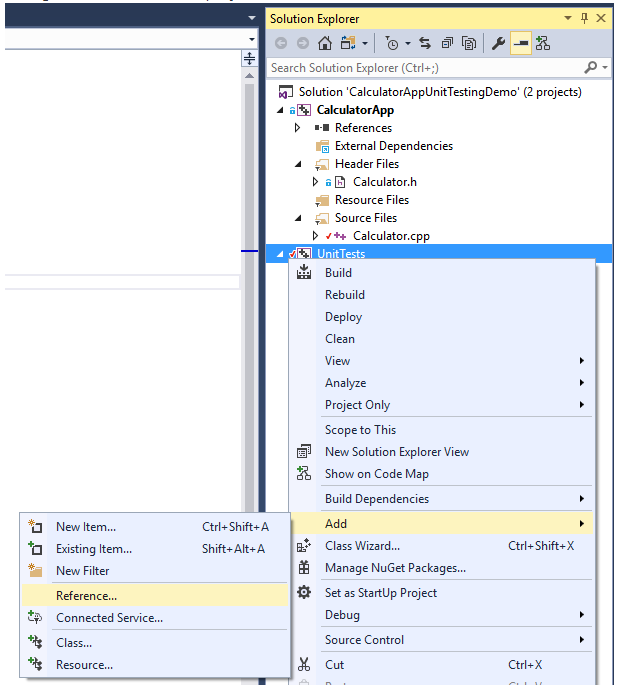 Solution Explorer
Search Solution Explorer (Ctrl+;)
Solution 'CalculatorAppUnitTestingDemo' (2 projects)
CalculatorApp
References
External Dependencies
Header Files
Calculator.h
Resource Files
Source Files
Calculator.cpp
UnitTests
Build
Rebuild
Deploy
Clean
View
Analyze
Project Only
Scope to This
New Solution Explorer View
Show on Code Map
Build Dependencies
Add
Class Wizard... Ctrl+Shift+X
Manage NuGet Packages...
Set as StartUp Project
Debug
Source Control
Cut Ctrl+X
New Item... Ctrl+Shift+A
Existing Item... Shift+Alt+A
New Filter
Reference...
Connected Service...
Class...
Resource...